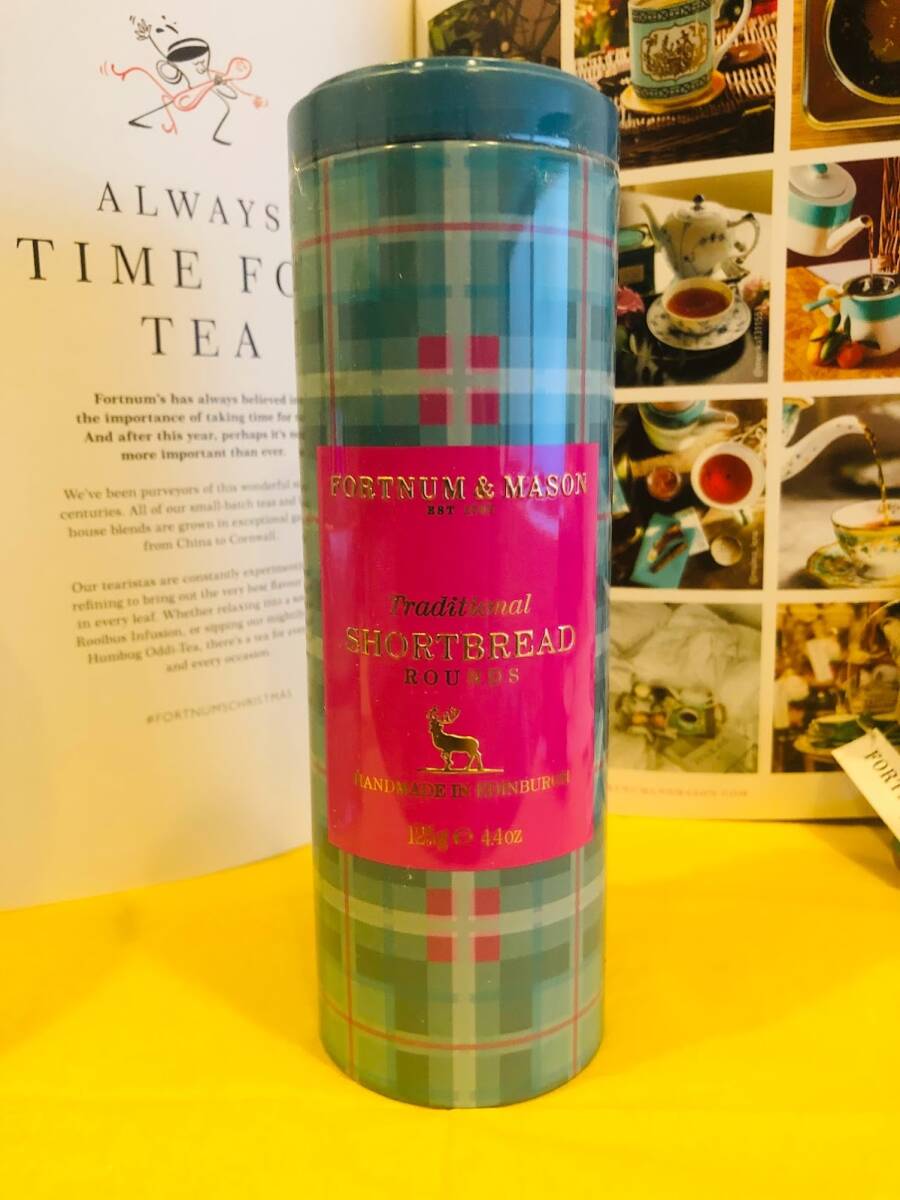 ALWAYS
TIME FO
TEA
Fortnum's has always believed in
the importance of taking time for
And after this year, perhaps it's
more important than ever.
We've been purveyors of this wonderful
centuries. All of our small-batch teas and
house blends are grown in exceptional
from China to Cornwall.
Our tearistas are constantly experimenti
refining to bring out the very best flavour
in every leaf. Whether relaxing into a
Rooibos Infusion, or sipping our
Humbug Oddi-Tea, there's a tea for
and every occasion.
#FORTNUMSCHRISTMAS
FORTNUM & MASON
EST
Traditional
SHORTBREAD
ROUNDS
HANDMADE IN EDINBURGH
125g e 4.4oz
FORT